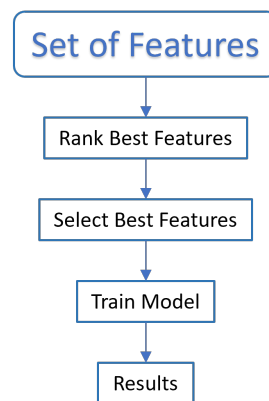 Set of Features
Rank Best Features
Select Best Features
Train Model
Results